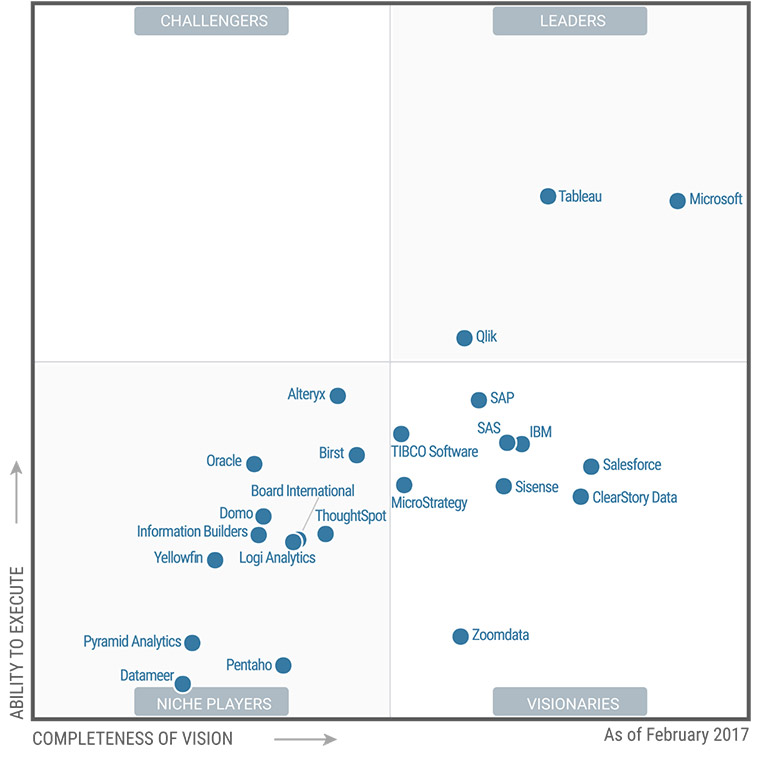 CHALLENGERS
LEADERS
Tableau
Microsoft
Qlik
Alteryx
SAP
SAS
IBM
TIBCO Software
Birst
Oracle
Salesforce
Board International
Sisense
ClearStory Data
MicroStrategy
Domo
ThoughtSpot
Information Builders
Yellowfin
Logi Analytics
Zoomdata
Pyramid Analytics
Pentaho
Datameer
NICHE PLAYERS
VISIONARIES
ABILITY TO EXECUTE
COMPLETENESS OF VISION
As of February 2017